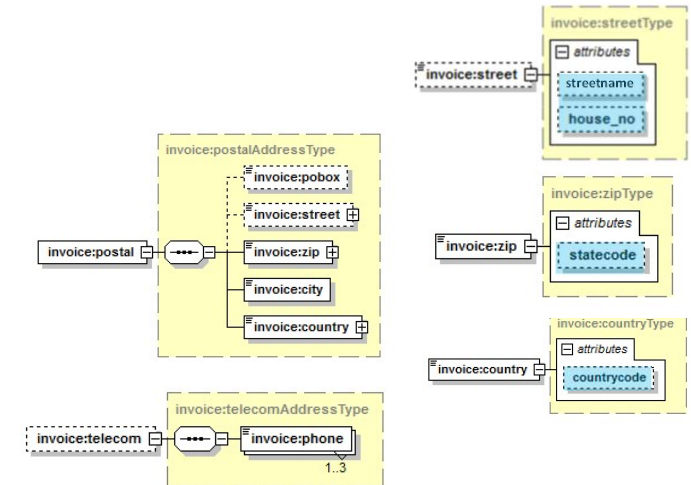 invoice:streetType
attributes
invoice:street
streetname
house_no
invoice:postalAddressType
invoice:pobox
invoice:street
invoice:postal
invoice:zip
invoice:city
invoice:country
invoice:zipType
attributes
invoice:zip
statecode
invoice:countryType
attributes
invoice:country
countrycode
invoice:telecomAddressType
invoice:telecom
invoice:phone
1..3